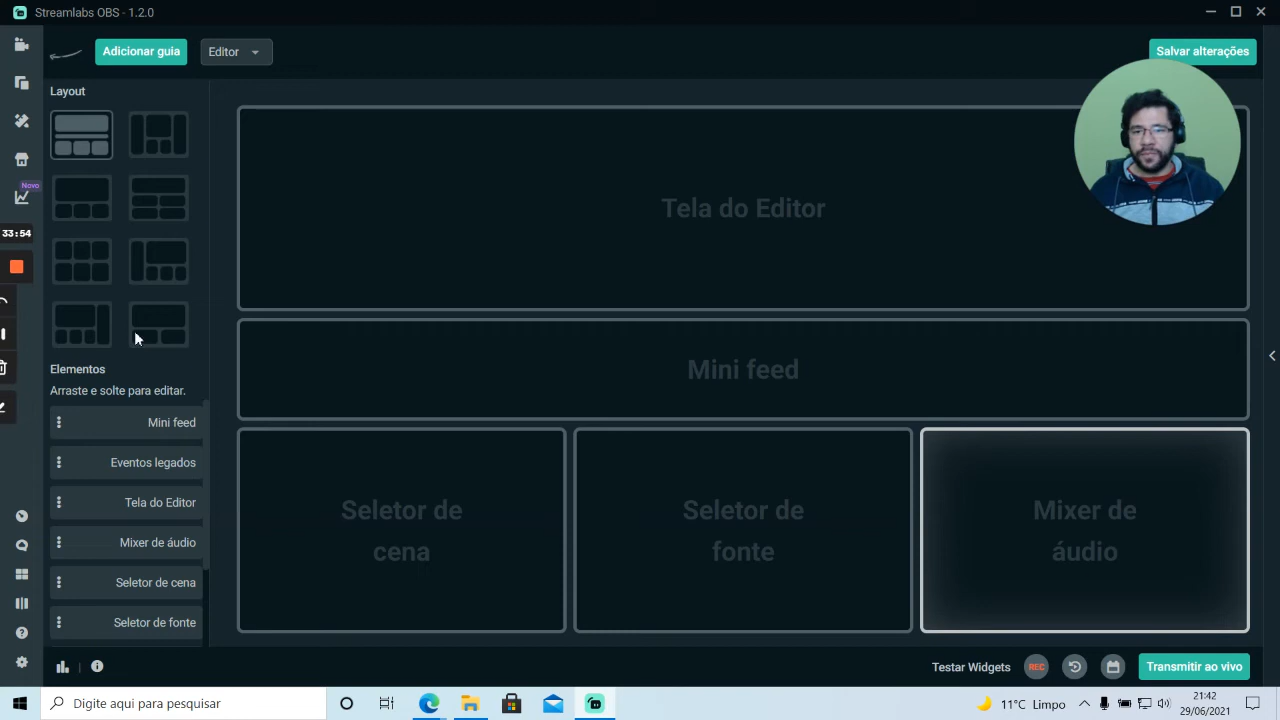 Streamlabs OBS - 1.2.0
Adicionar guia
Editor
Salvar alterações
Layout
Novo
33:54
Tela do Editor
Mini feed
Seletor de
cena
Seletor de
fonte
Mixer de
áudio
Elementos
Arraste e solte para editar.
Mini feed
Eventos legados
Tela do Editor
Mixer de áudio
Seletor de cena
Seletor de fonte
Testar Widgets
REC
Transmitir ao vivo
Digite aqui para pesquisar
11°C Limpo
21:42
29/06/2021